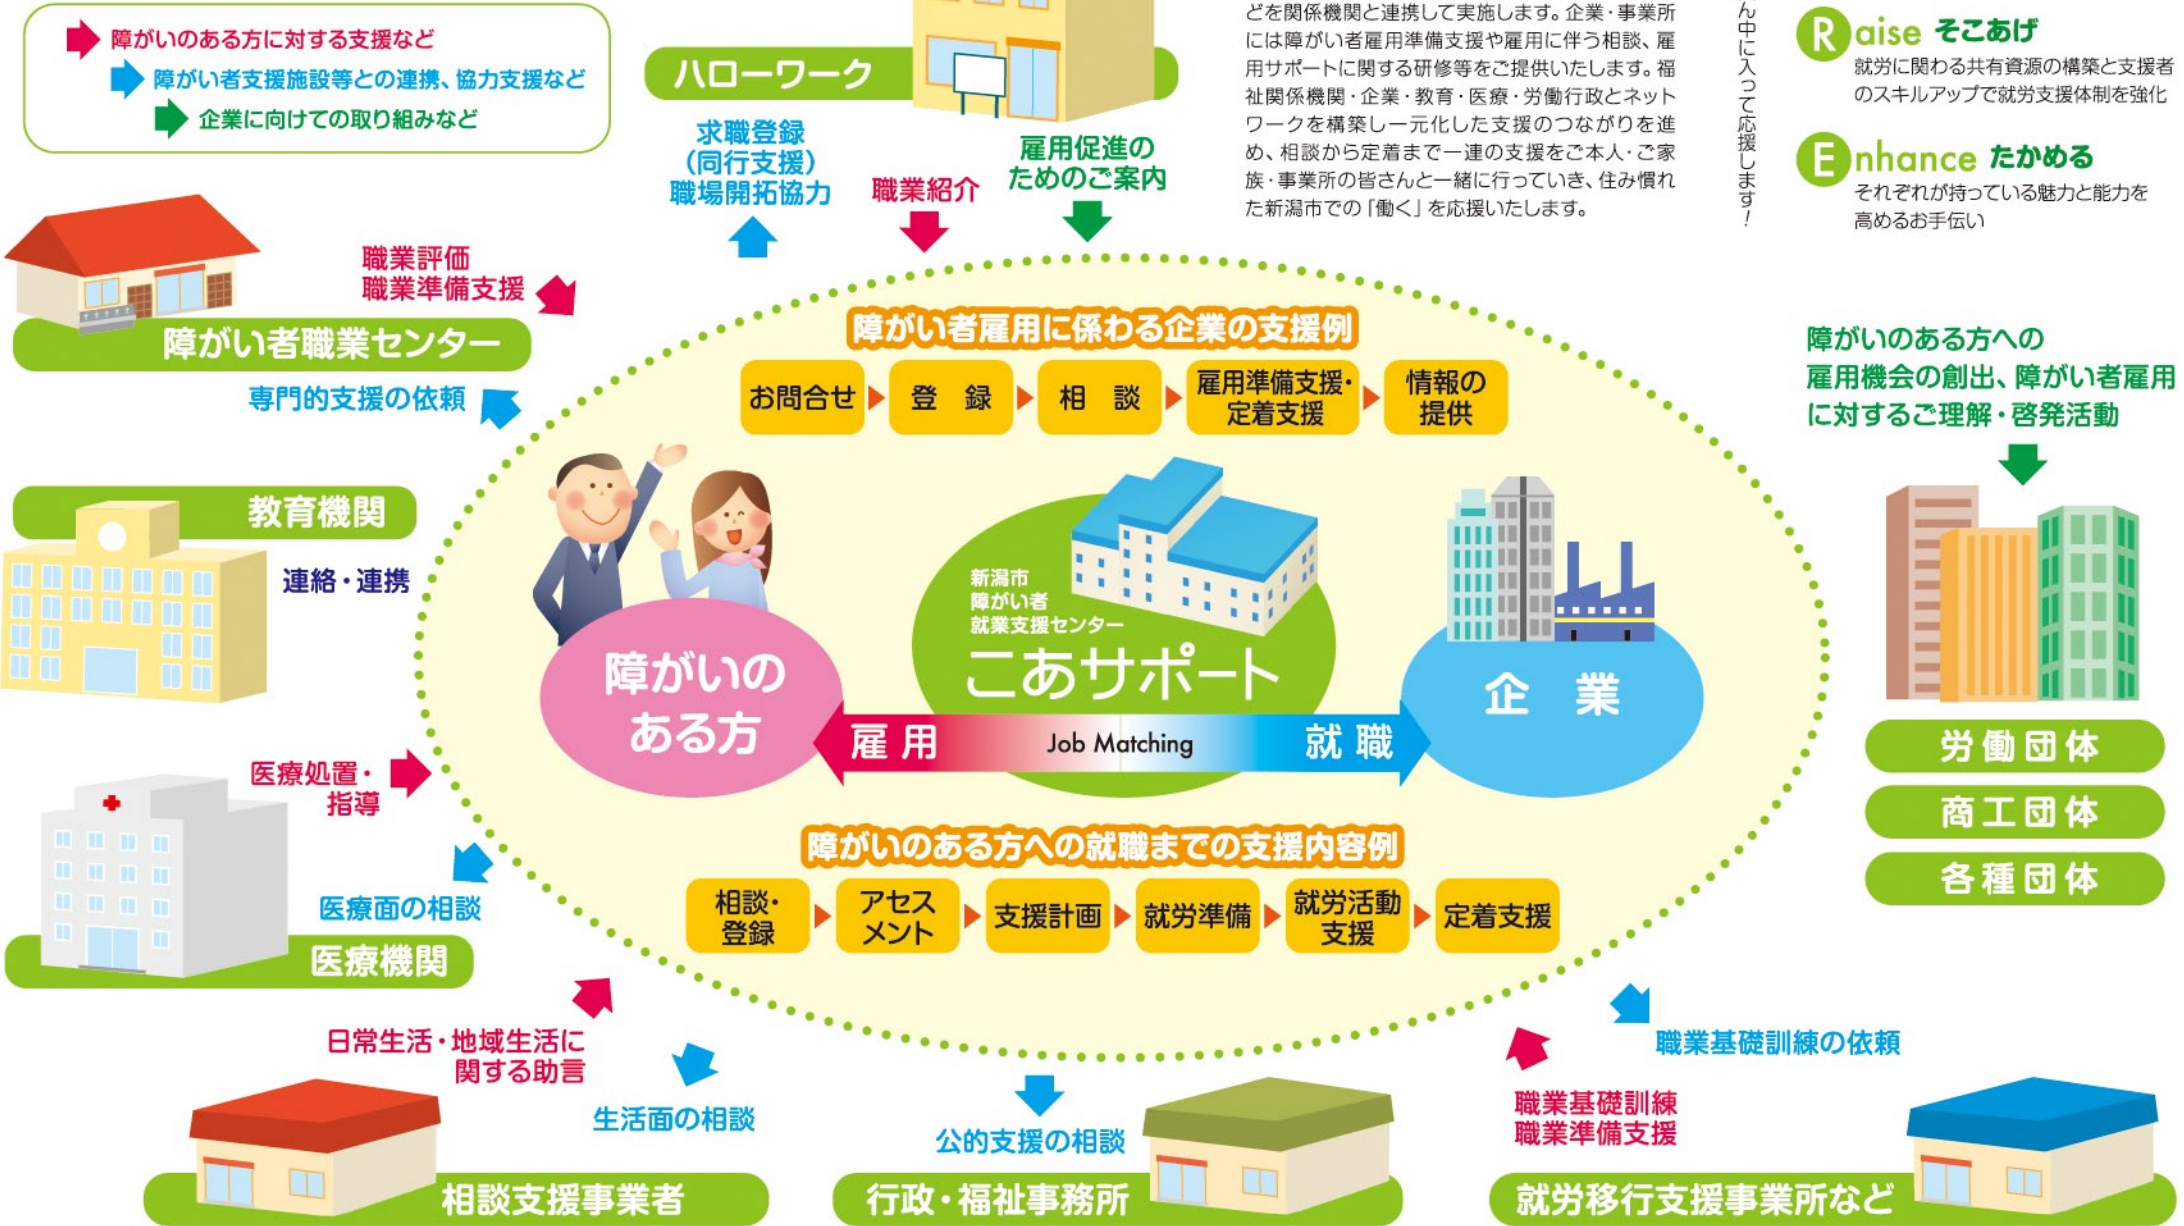 障がいのある方に対する支援など
障がい者支援施設等との連携、協力支援など
企業に向けての取り組みなど
ハローワーク
求職登録
(同行支援)
職場開拓協力
職業紹介
雇用促進の
ためのご案内
どを関係機関と連携して実施します。企業・事業所
には障がい者雇用準備支援や雇用に伴う相談、雇
用サポートに関する研修等をご提供いたします。福
祉関係機関・企業・教育・医療・労働行政とネット
ワークを構築し一元化した支援のつながりを進
め、相談から定着まで一連の支援をご本人・ご家
族・事業所の皆さんと一緒に行っていき、住み慣れ
た新潟市での「働く」を応援いたします。
ん中に入って応援します!
Raise そこあげ
就労に関わる共有資源の構築と支援者
のスキルアップで就労支援体制を強化
Enhance たかめる
それぞれが持っている魅力と能力を
高めるお手伝い
職業評価
職業準備支援
障がい者職業センター
専門的支援の依頼
教育機関
連絡・連携
医療処置・
指導
医療面の相談
医療機関
日常生活・地域生活に
関する助言
生活面の相談
相談支援事業者
障がい者雇用に係わる企業の支援例
お問合せ
登 録
相 談
雇用準備支援・
定着支援
情報の
提供
新潟市
障がい者
就業支援センター
こあサポート
障がいの
ある方
企 業
雇用
Job Matching
就職
障がいのある方への就職までの支援内容例
相談・
登録
アセス
メント
支援計画
就労準備
就労活動
支援
定着支援
障がいのある方への
雇用機会の創出、障がい者雇用
に対するご理解・啓発活動
労働団体
商工団体
各種団体
公的支援の相談
行政・福祉事務所
職業基礎訓練の依頼
職業基礎訓練
職業準備支援
就労移行支援事業所など